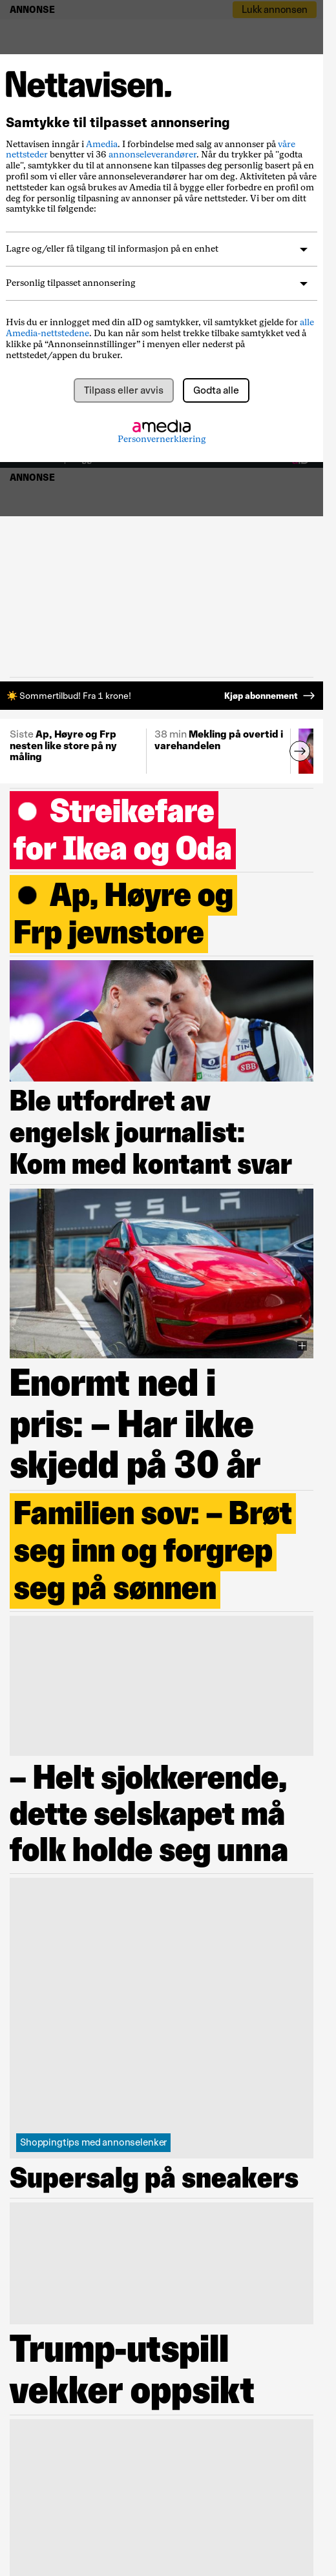 ANNONSE
Lukk annonsen
Nettavisen.
Samtykke til tilpasset annonsering
Nettavisen inngår i Amedia. I forbindelse med salg av annonser på våre
nettsteder benytter vi 36 annonseleverandører. Når du trykker på "godta
alle", samtykker du til at annonsene kan tilpasses deg personlig basert på en
profil som vi eller våre annonseleverandører har om deg. Aktiviteten på våre
nettsteder kan også brukes av Amedia til å bygge eller forbedre en profil om
deg for personlig tilpasning av annonser på våre nettsteder. Vi ber om ditt
samtykke til følgende:
Lagre og/eller få tilgang til informasjon på en enhet
Personlig tilpasset annonsering
Hvis du er innlogget med din aID og samtykker, vil samtykket gjelde for alle
Amedia-nettstedene. Du kan når som helst trekke tilbake samtykket ved å
klikke på “Annonseinnstillinger” i menyen eller nederst på
nettstedet/appen du bruker.
Tilpass eller avvis
Godta alle
amedia
Personvernerklæring
ANNONSE
Sommertilbud! Fra 1 krone!
Kjøp abonnement
Siste Ap, Høyre og Frp
nesten like store på ny
måling
38 min Mekling på overtid i
varehandelen
Streikefare
for Ikea og Oda
Ap, Høyre og
Frp jevnstore
SBB
Ble utfordret av
engelsk journalist:
Kom med kontant svar
TESLA
Enormt ned i
pris: – Har ikke
skjedd på 30 år
Familien sov: – Brøt
seg inn og forgrep
seg på sønnen
– Helt sjokkerende,
dette selskapet må
folk holde seg unna
Shoppingtips med annonselenker
Supersalg på sneakers
Trump-utspill
vekker oppsikt